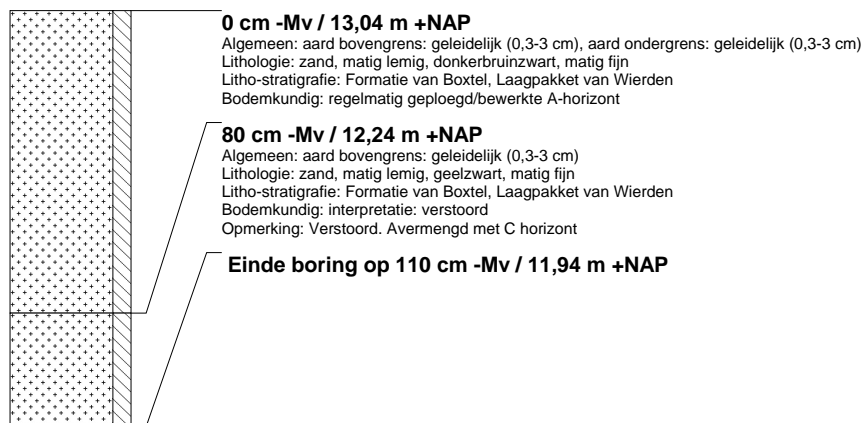 0 cm -Mv / 13,04 m +NAP
Algemeen: aard bovengrens: geleidelijk (0,3-3 cm), aard ondergrens: geleidelijk (0,3-3 cm)
Lithologie: zand, matig lemig, donkerbruinzwart, matig fijn
Litho-stratigrafie: Formatie van Boxtel, Laagpakket van Wierden
Bodemkundig: regelmatig geploegd/bewerkte A-horizont
80 cm -Mv / 12,24 m +NAP
Algemeen: aard bovengrens: geleidelijk (0,3-3 cm)
Lithologie: zand, matig lemig, geelzwart, matig fijn
Litho-stratigrafie: Formatie van Boxtel, Laagpakket van Wierden
Bodemkundig: interpretatie: verstoord
Opmerking: Verstoord. Avermengd met C horizont
Einde boring op 110 cm -Mv / 11,94 m +NAP